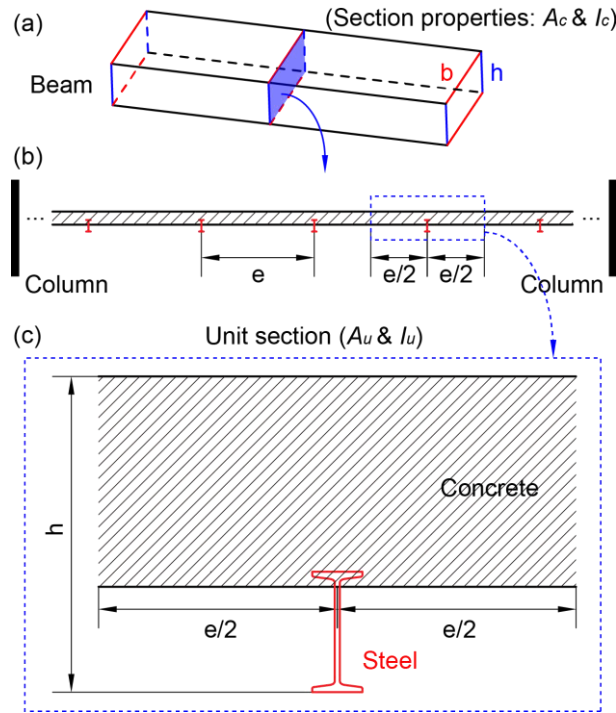 (a)
(Section properties: Ac & Ic)
Beam
b
h
(b)
...
...
e
e/2
e/2
Column
Column
(c)
Unit section (Au & Iu)
h
Concrete
e/2
e/2
Steel